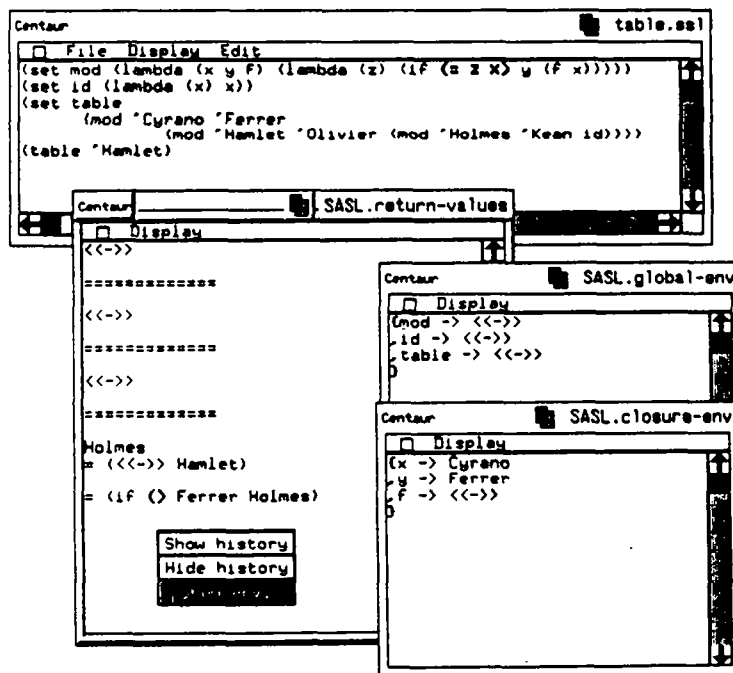 Centaur table.ssl
File Display Edit
(set mod (lambda (x y f) (lambda (z) (if (= z x) y (f x)))))
(set id (lambda (x) x))
(set table
(mod ^Cyrano ^Ferrer
(mod ^Hamlet ^Olivier (mod ^Holmes ^Kean id))))
(table ^Hamlet)
Centaur SASL.return-values
Display
<<->>
=============
<<->>
=============
<<->>
=============
Holmes
= (<<->> Hamlet)
= (if () Ferrer Holmes)
Show history
Hide history
Centaur SASL.global-env
Display
{mod -> <<->>
,id -> <<->>
,table -> <<->>
}
Centaur SASL.closure-env
Display
{x -> Cyrano
,y -> Ferrer
,f -> <<->>
}